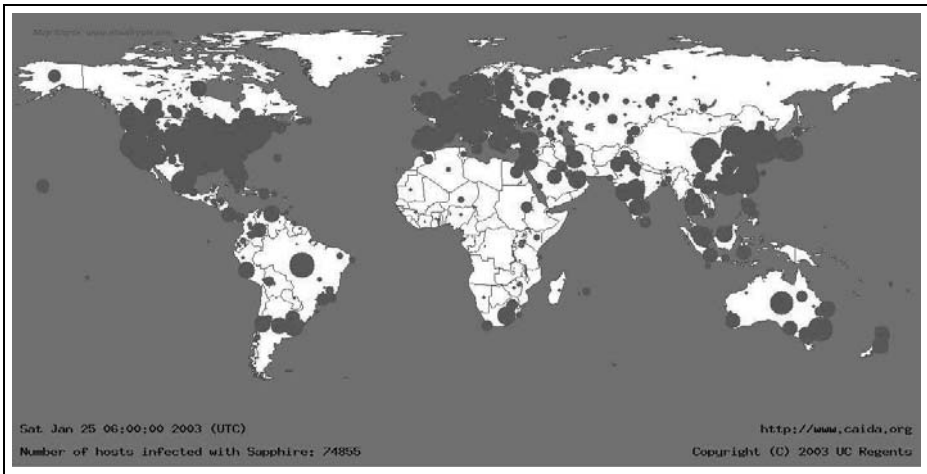 Sat Jan 25 06:00:00 2003 (UTC)
http://www.caida.org
Number of hosts infected with Sapphire: 74855
Copyright (C) 2003 UC Regents